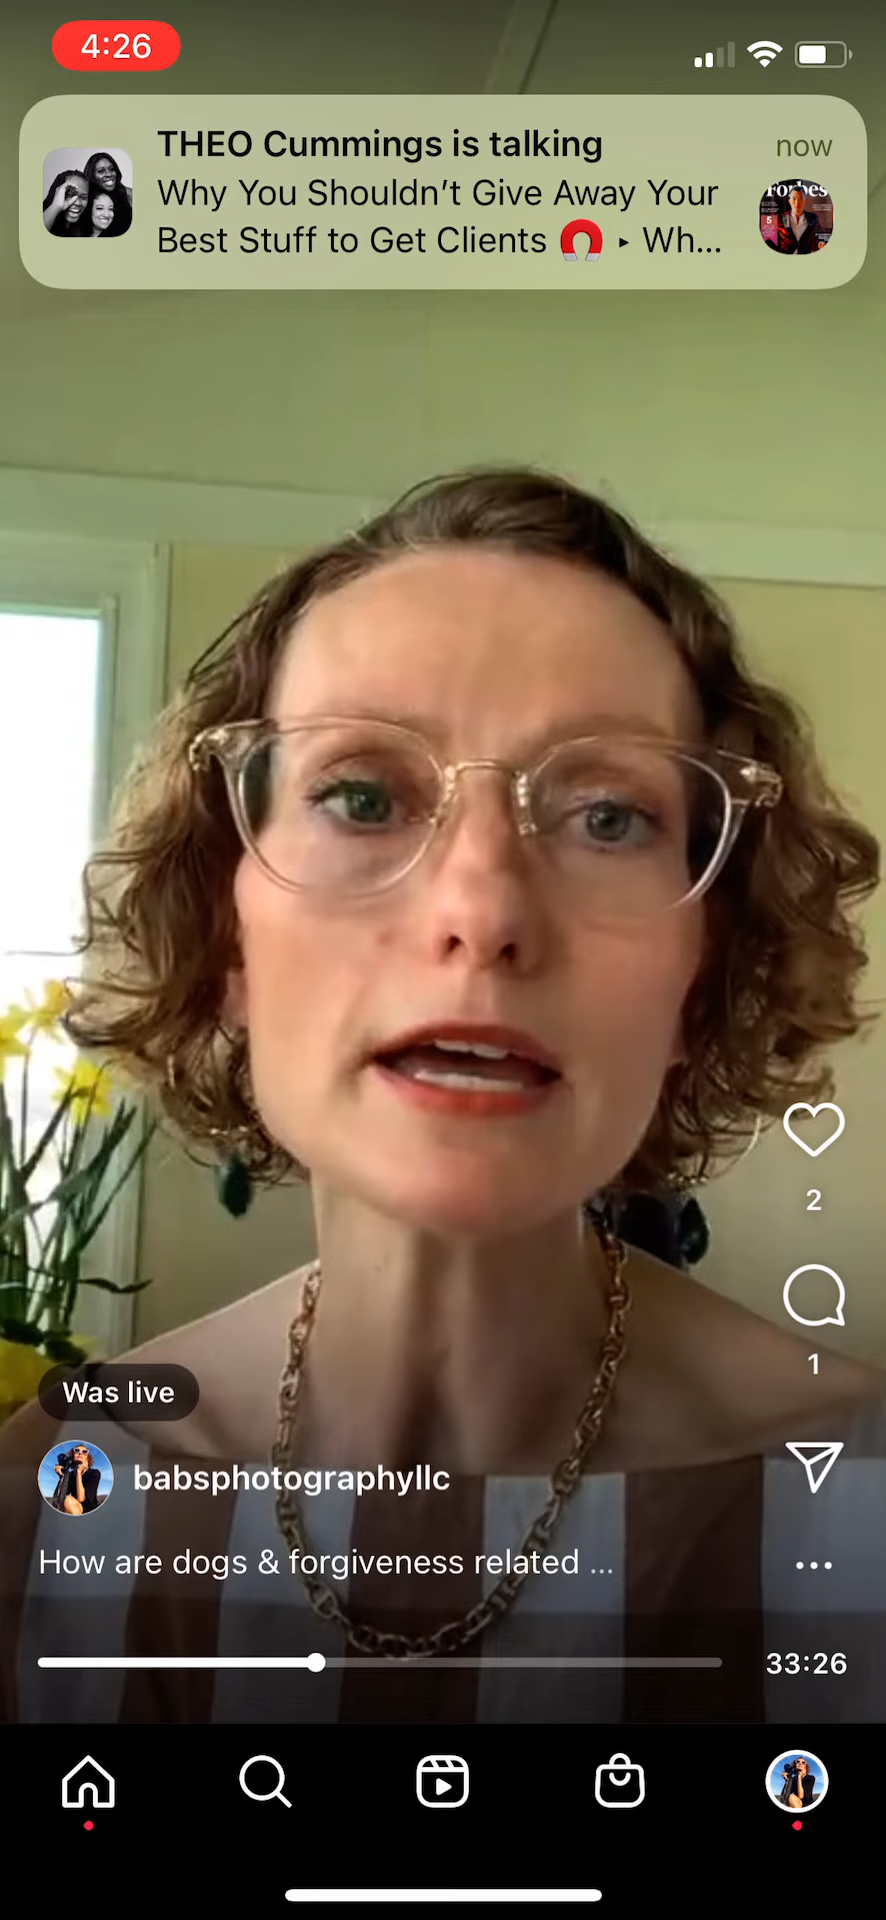 4:26
THEO Cummings is talking
now
Why You Shouldn't Give Away Your
Best Stuff to Get Clients 🧲 ▸ Wh...
Forbes
5
2
1
Was live
babsphotographyllc
How are dogs & forgiveness related ...
33:26